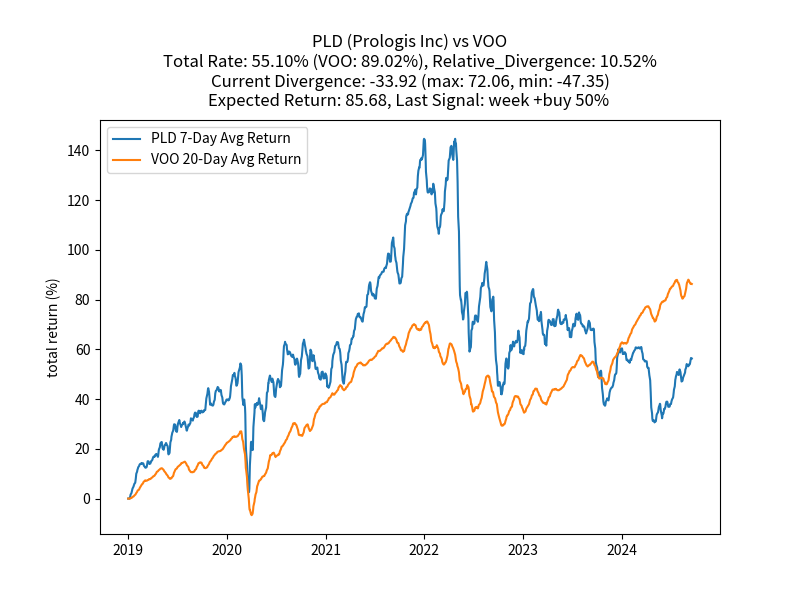 PLD (Prologis Inc) vs VOO
Total Rate: 55.10% (VOO: 89.02%), Relative_Divergence: 10.52%
Current Divergence: -33.92 (max: 72.06, min: -47.35)
Expected Return: 85.68, Last Signal: week +buy 50%
PLD 7-Day Avg Return
VOO 20-Day Avg Return
total return (%)
140
120
100
80
60
40
20
0
2019 2020 2021 2022 2023 2024